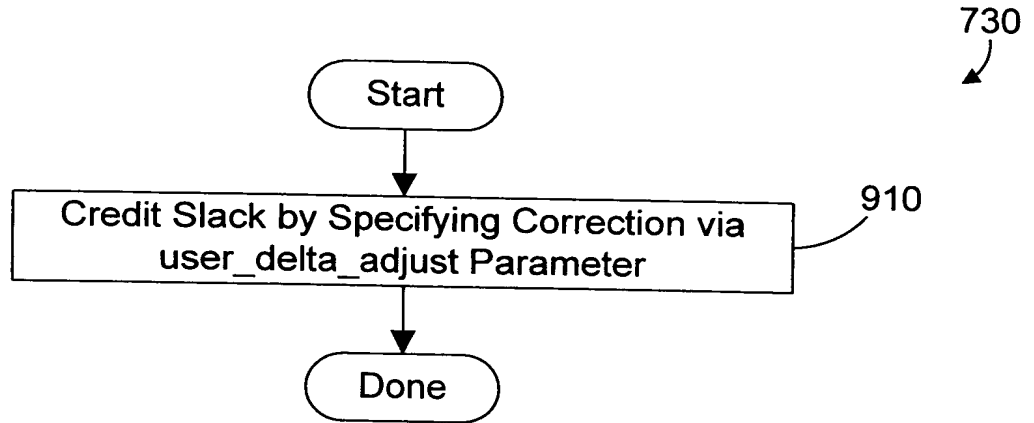 730
Start
Credit Slack by Specifying Correction via
user_delta_adjust Parameter
910
Done